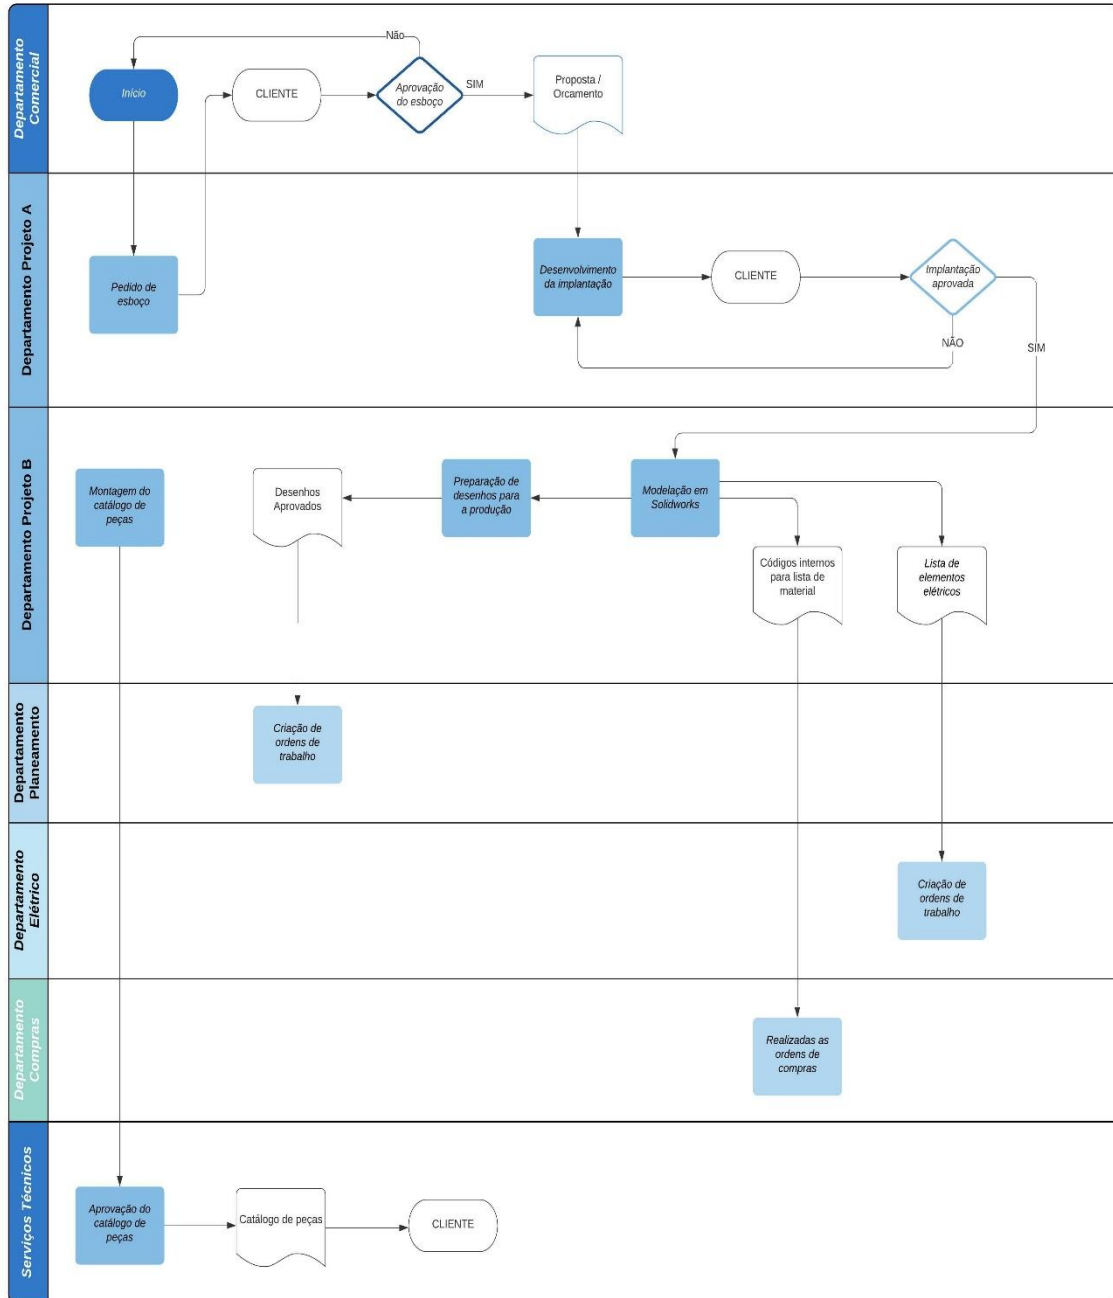 Departamento
Comercial
Não
Início
CLIENTE
Aprovação
do esboço
SIM
Proposta /
Orcamento
Departamento Projeto A
Pedido de
esboço
Desenvolvimento
da implantação
CLIENTE
Implantação
aprovada
NÃO
SIM
Departamento Projeto B
Montagem do
catálogo de
peças
Desenhos
Aprovados
Preparação de
desenhos para
a produção
Modelação em
Solidworks
Códigos internos
para lista de
material
Lista de
elementos
elétricos
Departamento
Planeamento
Criação de
ordens de
trabalho
Departamento
Elétrico
Criação de
ordens de
trabalho
Departamento
Compras
Realizadas as
ordens de
compras
Serviços Técnicos
Aprovação do
catálogo de
peças
Catálogo de peças
CLIENTE